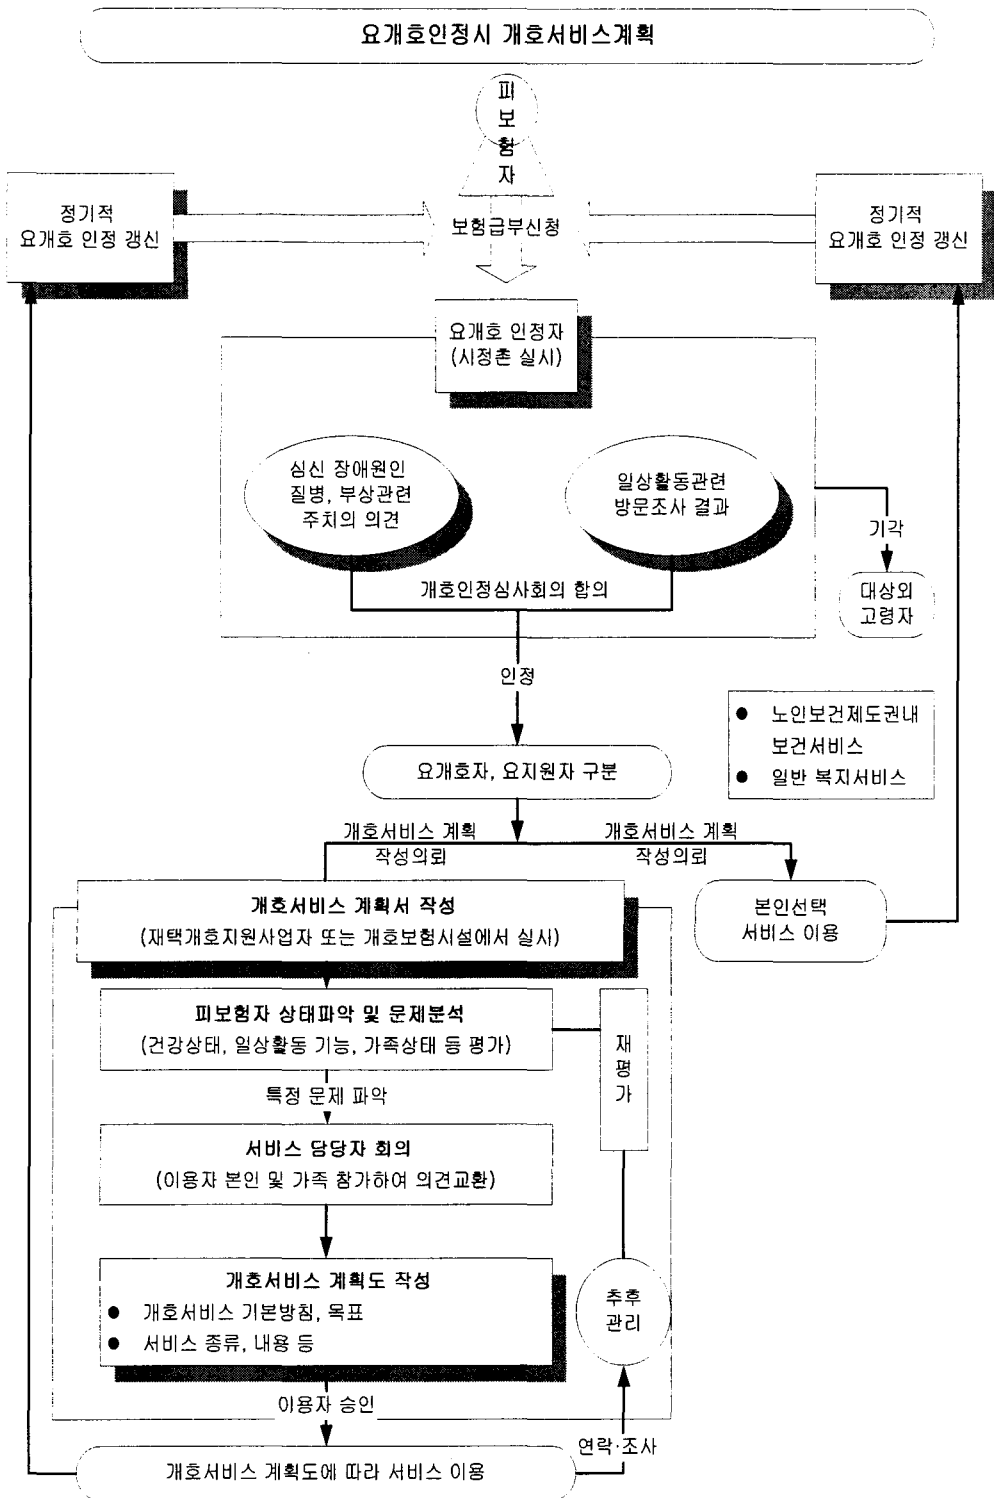 요개호인정시 개호서비스계획
피
보
험
자
정기적
요개호 인정 갱신
보험급부신청
정기적
요개호 인정 갱신
요개호 인정자
(시정촌 실시)
심신 장애원인
질병, 부상관련
주치의 의견
일상활동관련
방문조사 결과
기각
대상외
고령자
개호인정심사회의 합의
인정
● 노인보건제도권내
보건서비스
● 일반 복지서비스
요개호자, 요지원자 구분
개호서비스 계획
작성의뢰
개호서비스 계획
작성의뢰
개호서비스 계획서 작성
(재택개호지원사업자 또는 개호보험시설에서 실시)
본인선택
서비스 이용
피보험자 상태파악 및 문제분석
(건강상태, 일상활동 기능, 가족상태 등 평가)
재
평
가
특정 문제 파악
서비스 담당자 회의
(이용자 본인 및 가족 참가하여 의견교환)
개호서비스 계획도 작성
● 개호서비스 기본방침, 목표
● 서비스 종류, 내용 등
추후
관리
이용자 승인
연락·조사
개호서비스 계획도에 따라 서비스 이용